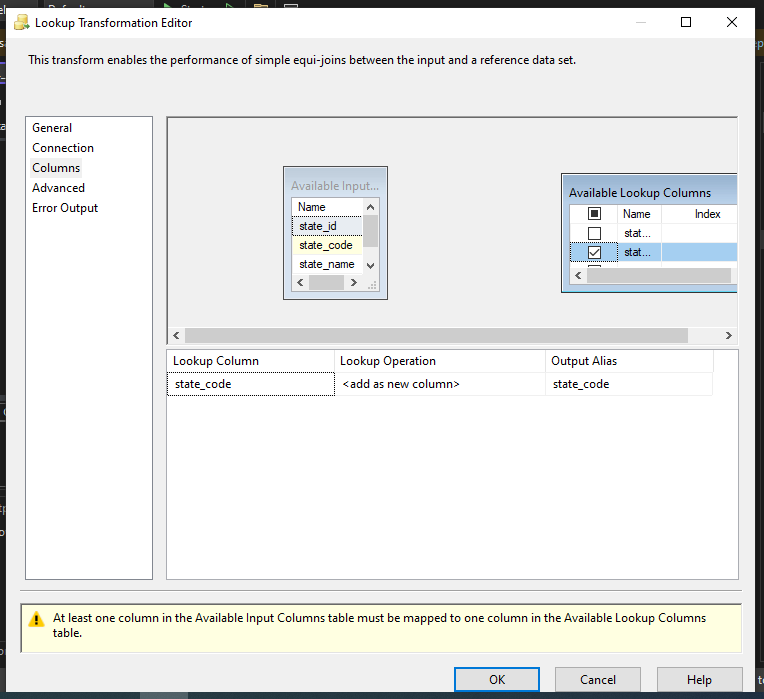 Lookup Transformation Editor
This transform enables the performance of simple equi-joins between the input and a reference data set.
General
Connection
Columns
Advanced
Error Output
Available Input...
Name
state_id
state_code
state_name
Available Lookup Columns
Name Index
stat...
stat...
Lookup Column Lookup Operation Output Alias
state_code <add as new column> state_code
At least one column in the Available Input Columns table must be mapped to one column in the Available Lookup Columns
table.
OK Cancel Help